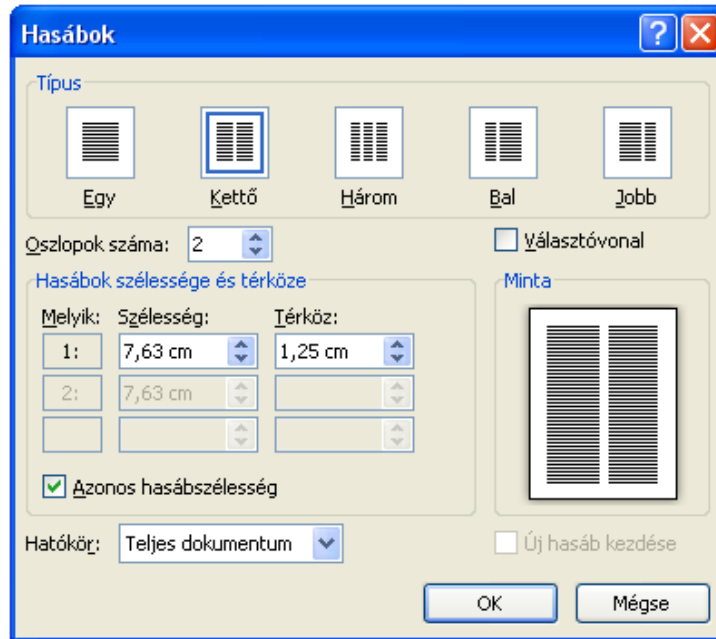 Hasábok
Típus
Egy Kettő Három Bal Jobb
Oszlopok száma: 2 Választóvonal
Hasábok szélessége és térköze Minta
Melyik: Szélesség: Térköz:
1: 7,63 cm 1,25 cm
2: 7,63 cm
Azonos hasábszélesség
Hatókör: Teljes dokumentum Új hasáb kezdése
OK Mégse